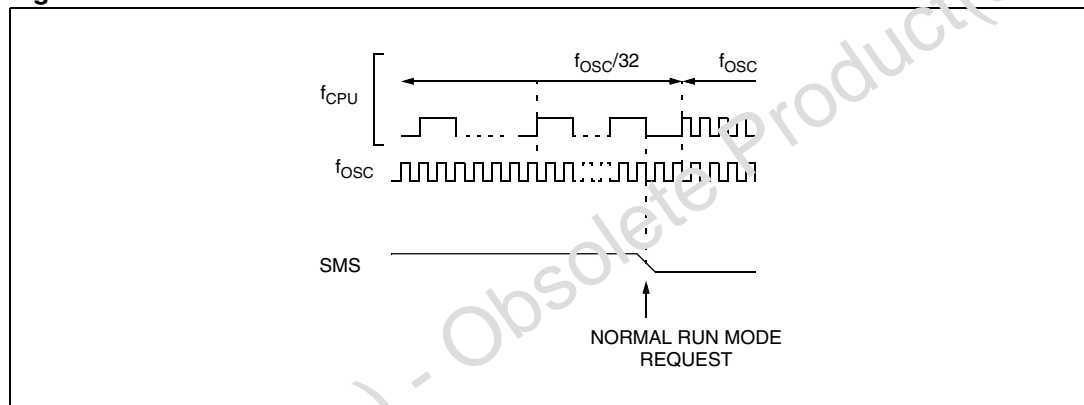 fOSC/32
fOSC
fCPU
fOSC
SMS
NORMAL RUN MODE
REQUEST
) - Obsolete Product(